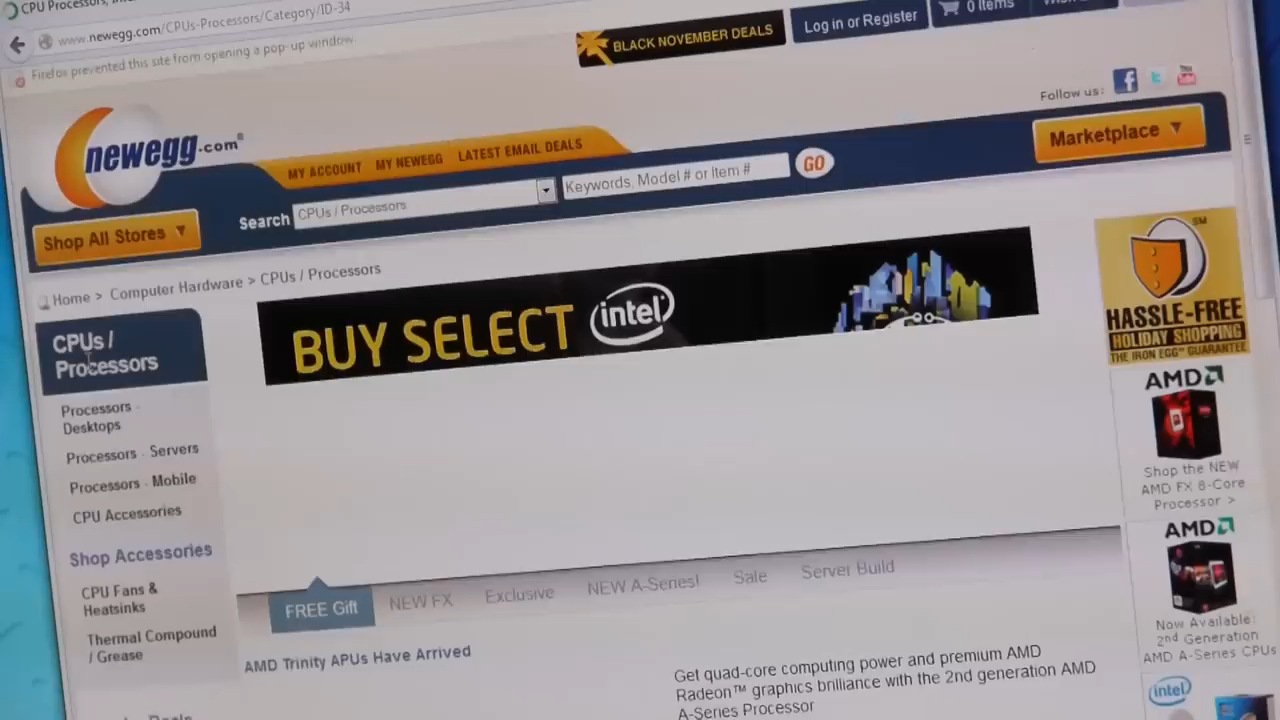 CPU Processors,
www.newegg.com/CPUs-Processors/Category/ID-34
Firefox prevented this site from opening a pop-up window.
BLACK NOVEMBER DEALS
Log in or Register
0 Items
Follow us:
newegg.com®
MY ACCOUNT MY NEWEGG LATEST EMAIL DEALS
Marketplace
Shop All Stores
Search CPUs / Processors Keywords, Model # or Item # GO
Home > Computer Hardware > CPUs / Processors
CPUs /
Processors
BUY SELECT intel
Processors -
Desktops
Processors - Servers
Processors - Mobile
CPU Accessories
Shop Accessories
CPU Fans &
Heatsinks
Thermal Compound
/ Grease
FREE Gift NEW FX Exclusive NEW A-Series! Sale Server Build
AMD Trinity APUs Have Arrived
Get quad-core computing power and premium AMD
Radeon™ graphics brilliance with the 2nd generation AMD
A-Series Processor
SM
HASSLE-FREE
HOLIDAY SHOPPING
THE IRON EGG™ GUARANTEE
AMD
Shop the NEW
AMD FX 8-Core
Processor >
AMD
Now Available:
2nd Generation
AMD A-Series CPUs
intel